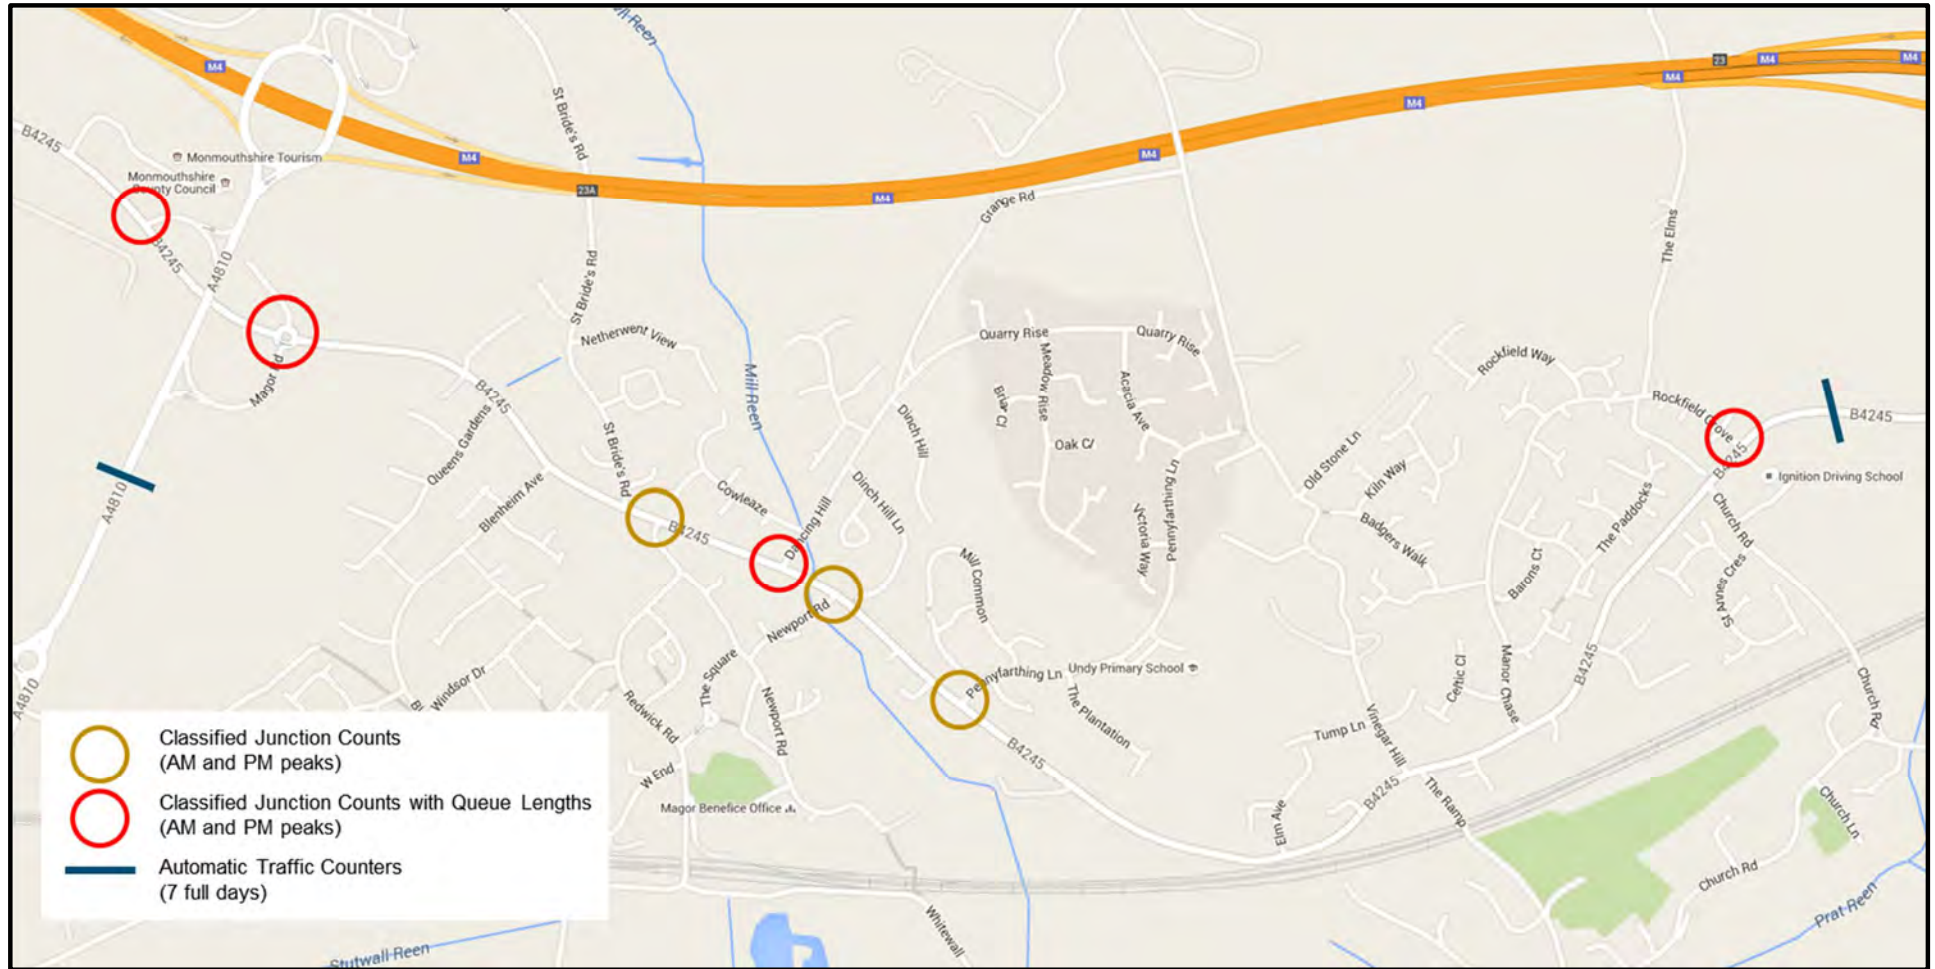 ll-Reen
M4
23
M4
M4
M4
M4
B4245
St Bride's Rd
Monmouthshire Tourism
M4
M4
Monmouthshire
County Council
23A
M4
Grange Rd
The Elms
B4245
A4810
St Bride's Rd
Netherwent View
Quarry Rise
Quarry Rise
Rockfield Way
Magor Rd
Mill Reen
Meadow Rise
Acacia Ave
Briar Cl
B4245
Rockfield Grove
B4245
Queens Gardens
St Bride's Rd
Dinch Hill
Oak Cl
Old Stone Ln
B4245
Ignition Driving School
A4810
Blenheim Ave
Cowleaze
Dinch Hill Ln
Pennyfarthing Ln
Kiln Way
The Paddocks
Church Rd
B4245
Dancing Hill
Victoria Way
Badgers Walk
Barons Ct
St Annes Cres
Newport Rd
Mill Common
A4810
Windsor Dr
The Square
Pennyfarthing Ln
Undy Primary School
Celtic Cl
Manor Chase
B4245
Church Rd
Bl
Redwick Rd
Newport Rd
The Plantation
Tump Ln
Vinegar Hill
B4245
W End
B4245
The Ramp
Magor Benefice Office
Elm Ave
Church Ln
Church Rd
Prat Reen
Whitewall
Stutwall Reen
Classified Junction Counts
(AM and PM peaks)
Classified Junction Counts with Queue Lengths
(AM and PM peaks)
Automatic Traffic Counters
(7 full days)